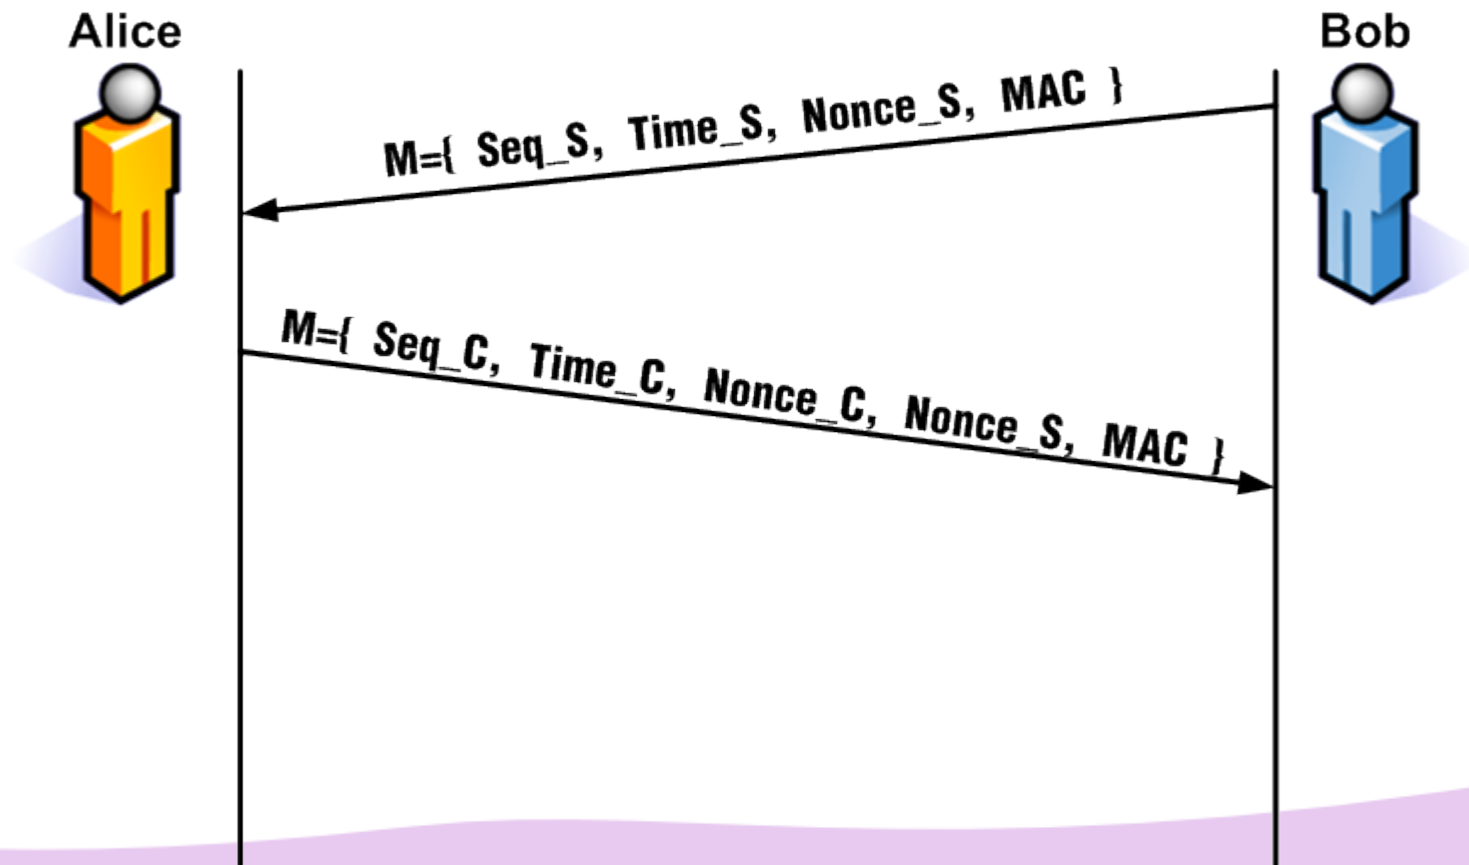 Alice
Bob
M={ Seq_S, Time_S, Nonce_S, MAC }
M={ Seq_C, Time_C, Nonce_C, Nonce_S, MAC }